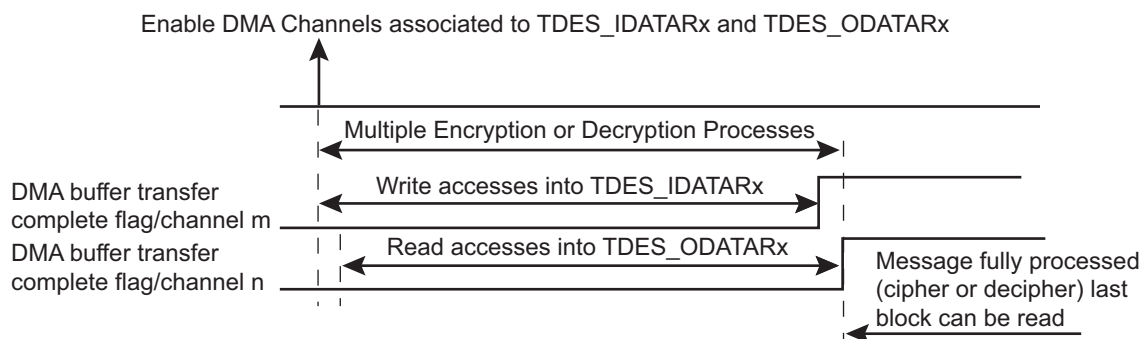 Enable DMA Channels associated to TDES_IDATARx and TDES_ODATARx
Multiple Encryption or Decryption Processes
Write accesses into TDES_IDATARx
DMA buffer transfer
complete flag/channel m
Read accesses into TDES_ODATARx
DMA buffer transfer
complete flag/channel n
Message fully processed
(cipher or decipher) last
block can be read